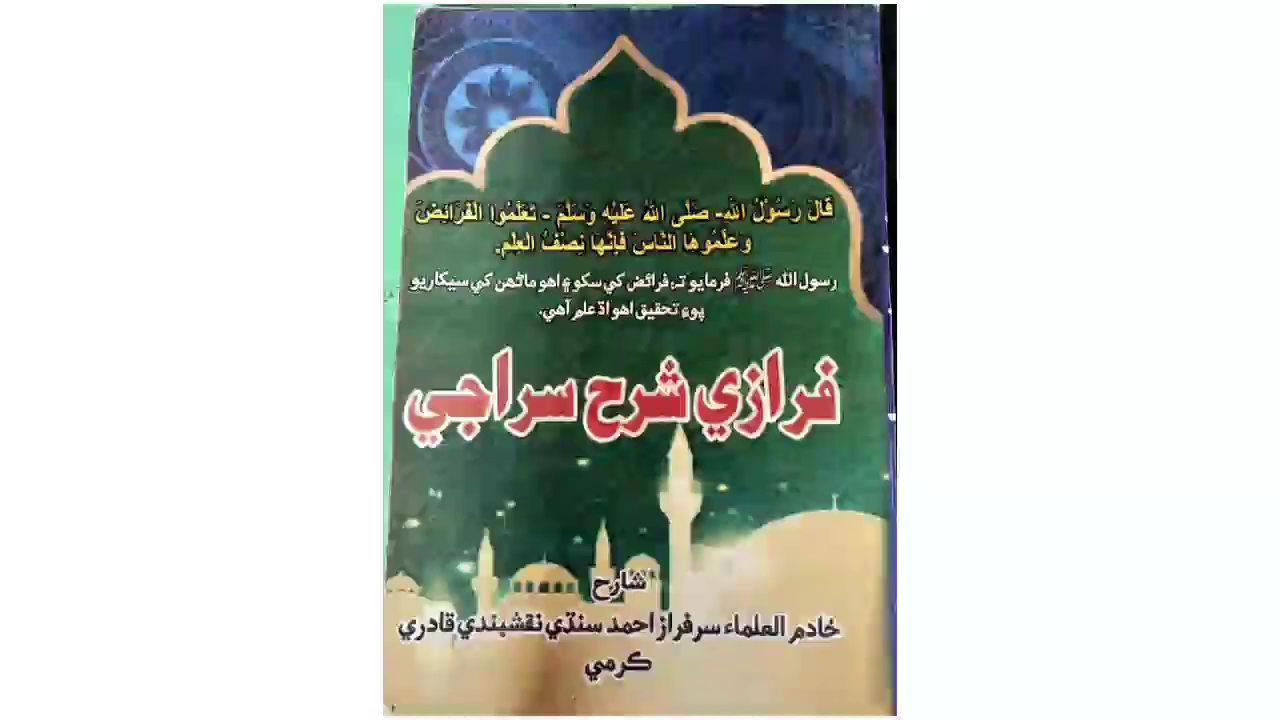 قَالَ رَسُوْلُ اللهِ- صَلَّى اللهُ عَلَيْهِ وَسَلَّمَ - تَعَلَّمُوا الْفَرَائِضَ
وَعَلِّمُوهَا النَّاسَ فَإِنَّهَا نِصْفُ الْعِلْمِ.
رسول الله ﷺ فرمايو ته، فرائض کي سکو ۽ اهو ماڻهن کي سيکاريو
پوءِ تحقيق اهو اڌ علم آهي.
فرازي شرح سراجي
شارح
خادم العلماء سرفراز احمد سنڌي نقشبندي قادري
ڪرمي